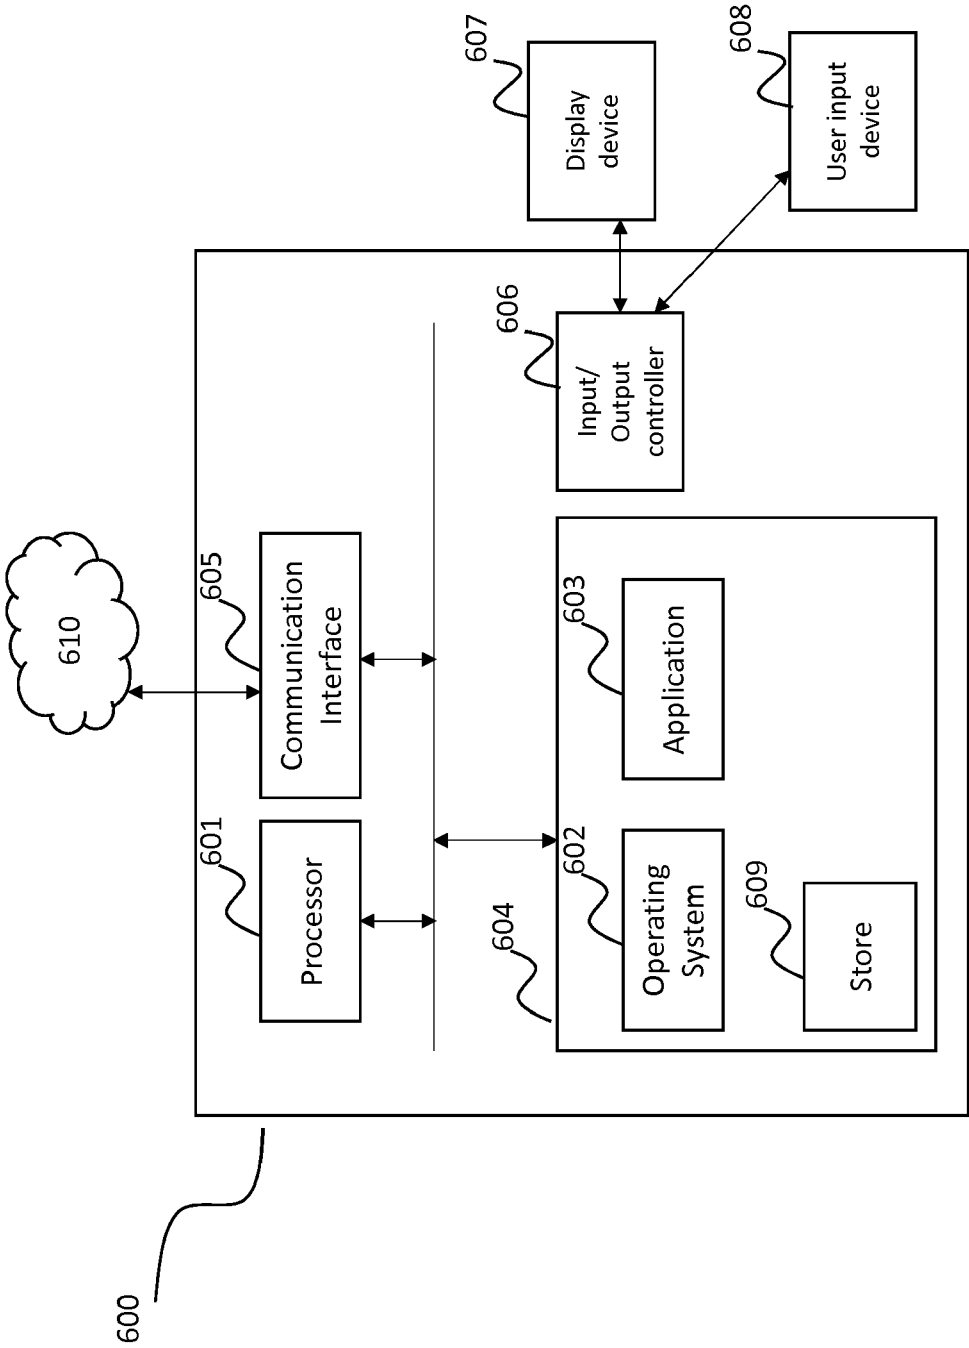 600
610
601
Processor
605
Communication
Interface
604
602
Operating
System
603
Application
609
Store
606
Input/
Output
controller
607
Display
device
608
User input
device